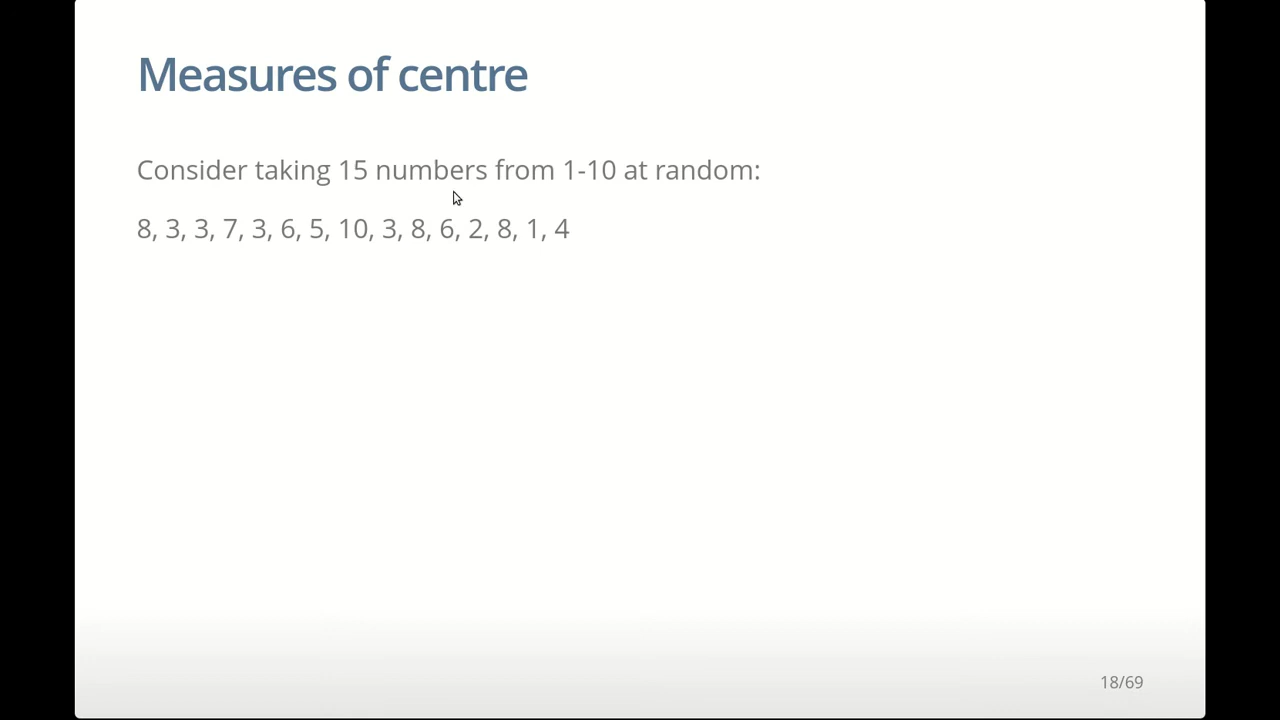 Measures of centre
Consider taking 15 numbers from 1-10 at random:
8, 3, 3, 7, 3, 6, 5, 10, 3, 8, 6, 2, 8, 1, 4
18/69